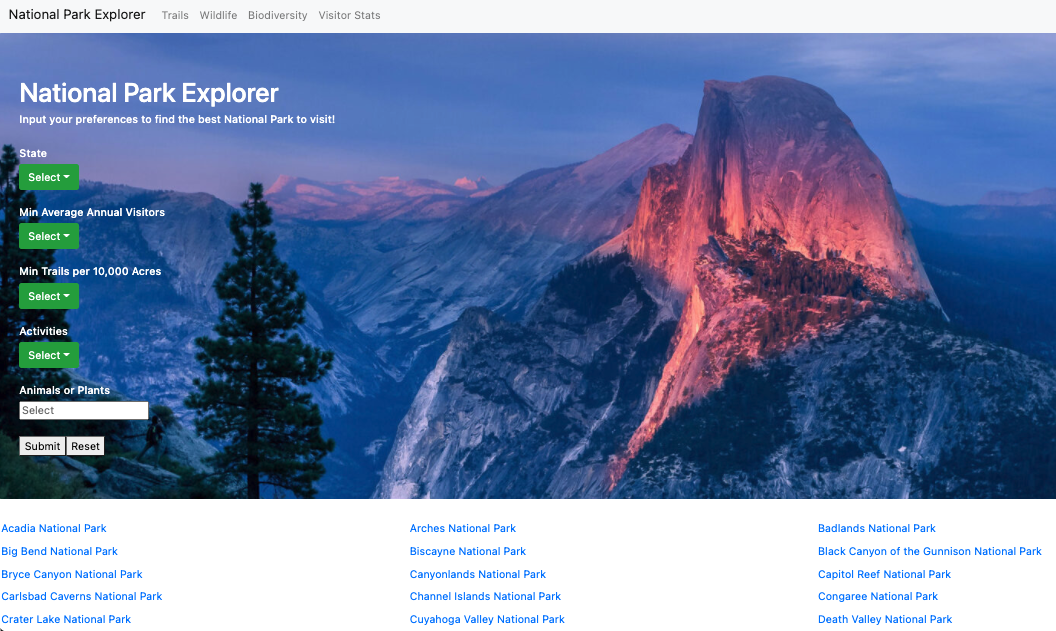 National Park Explorer Trails Wildlife Biodiversity Visitor Stats
National Park Explorer
Input your preferences to find the best National Park to visit!
State
Select
Min Average Annual Visitors
Select
Min Trails per 10,000 Acres
Select
Activities
Select
Animals or Plants
Select
Submit Reset
Acadia National Park Arches National Park Badlands National Park
Big Bend National Park Biscayne National Park Black Canyon of the Gunnison National Park
Bryce Canyon National Park Canyonlands National Park Capitol Reef National Park
Carlsbad Caverns National Park Channel Islands National Park Congaree National Park
Crater Lake National Park Cuyahoga Valley National Park Death Valley National Park